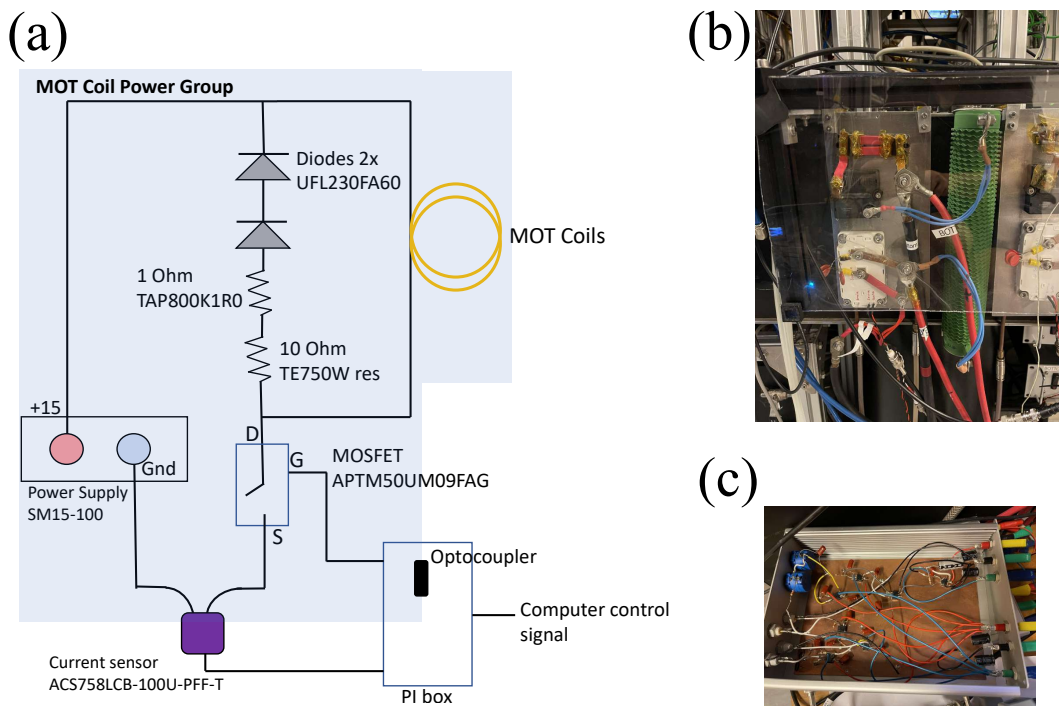 (a)
MOT Coil Power Group
Diodes 2x
UFL230FA60
MOT Coils
1 Ohm
TAP800K1R0
10 Ohm
TE750W res
+15
Gnd
Power Supply
SM15-100
D
G
S
MOSFET
APTM50UM09FAG
Optocoupler
Computer control
signal
Current sensor
ACS758LCB-100U-PFF-T
PI box
(b)
BOT
(c)